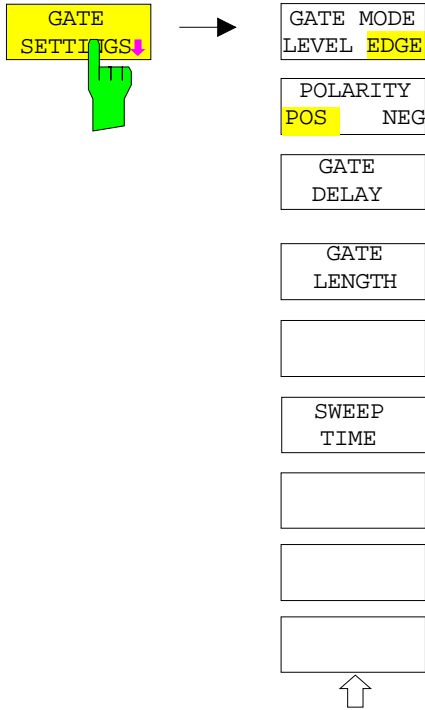 GATE
SETTINGS
GATE MODE
LEVEL EDGE
POLARITY
POS NEG
GATE
DELAY
GATE
LENGTH
SWEEP
TIME